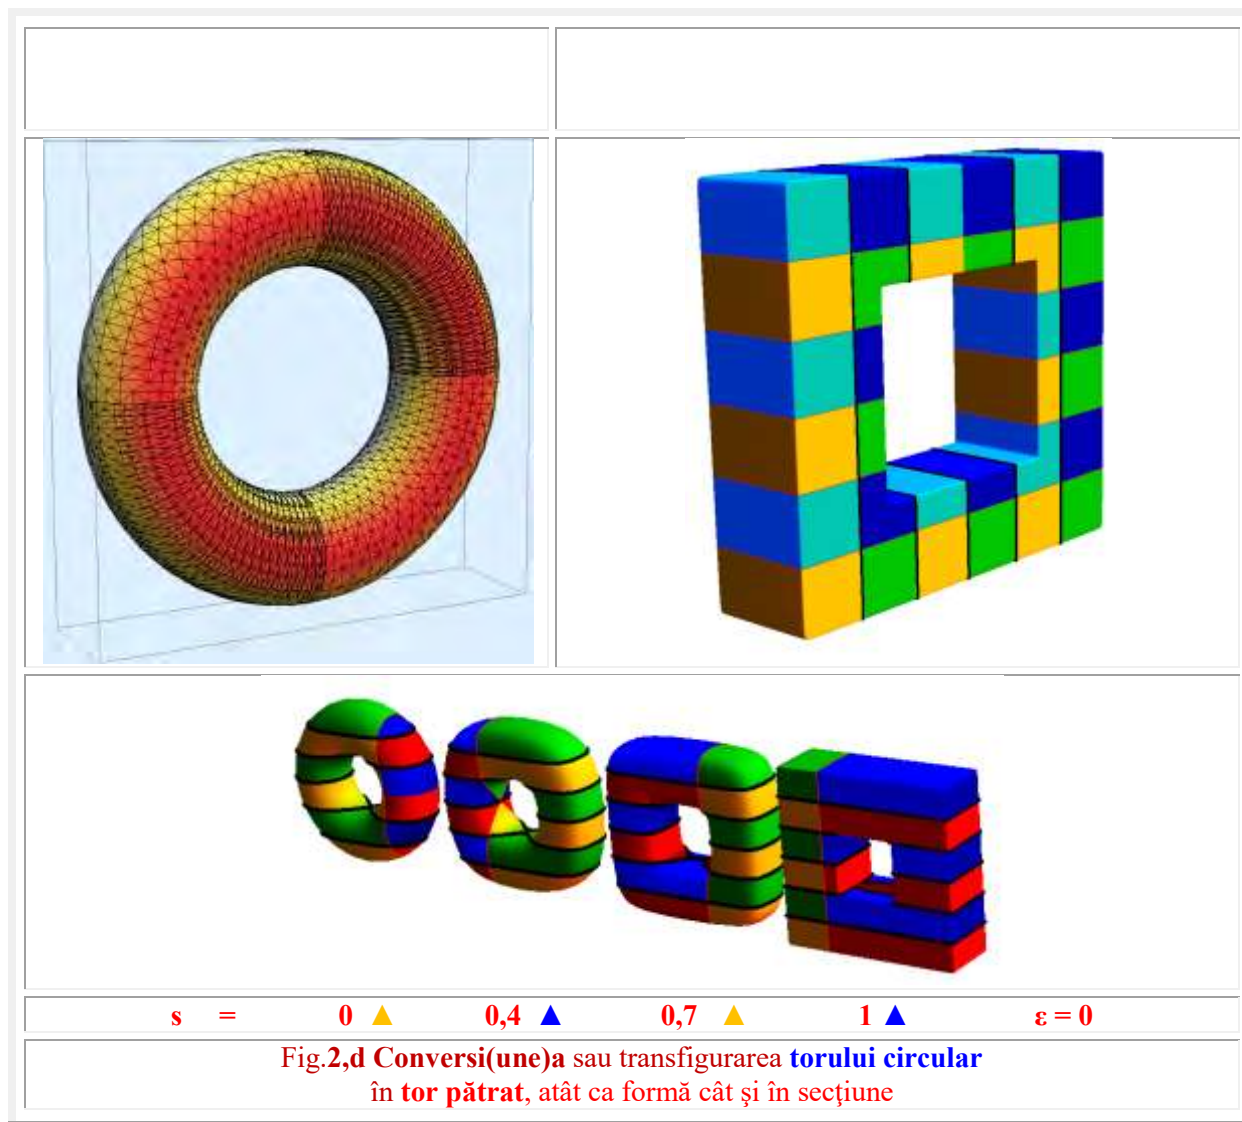 s = 0 ▲ 0,4 ▲ 0,7 ▲ 1 ▲ ε = 0
Fig.2,d Conversi(une)a sau transfigurarea torului circular
în tor pătrat, atât ca formă cât şi în secţiune